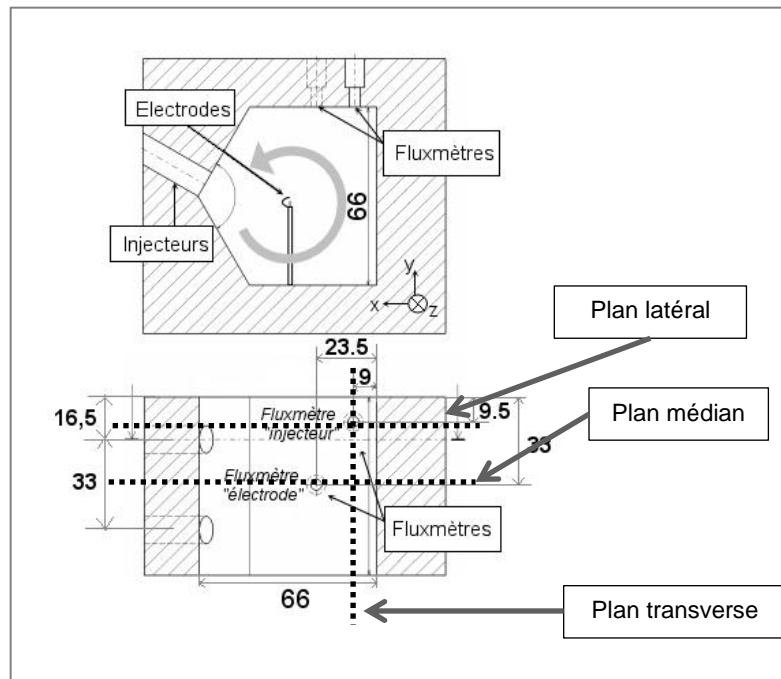 Electrodes
Fluxmètres
66
Injecteurs
y
x
z
Plan latéral
23.5
9
16,5
Fluxmètre
"injecteur"
9.5
Plan médian
33
33
Fluxmètre
"électrode"
Fluxmètres
66
Plan transverse